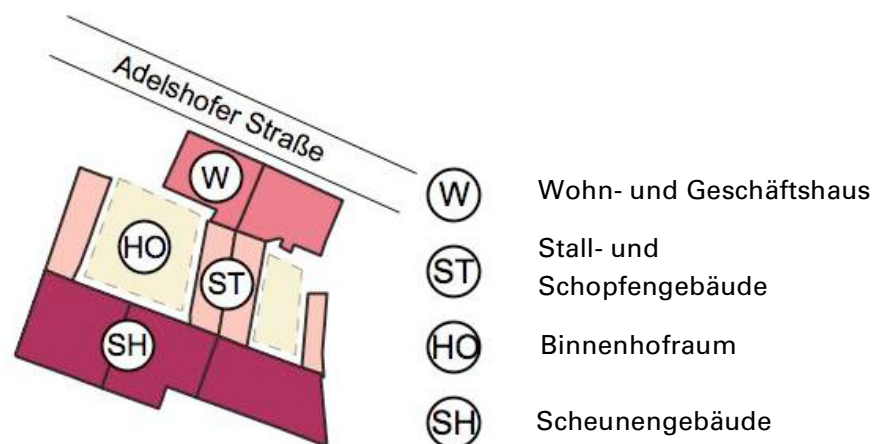 Adelshofer Straße
W
HO
ST
SH
W Wohn- und Geschäftshaus
ST Stall- und
Schopfengebäude
HO Binnenhofraum
SH Scheunengebäude